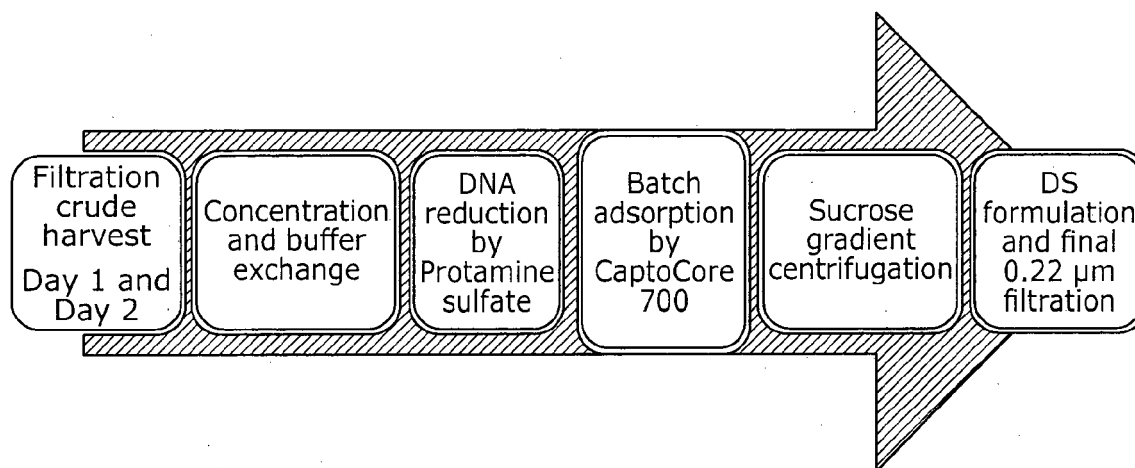 Filtration
crude
harvest
Day 1 and
Day 2
Concentration
and buffer
exchange
DNA
reduction
by
Protamine
sulfate
Batch
adsorption
by
CaptoCore
700
Sucrose
gradient
centrifugation
DS
formulation
and final
0.22 µm
filtration